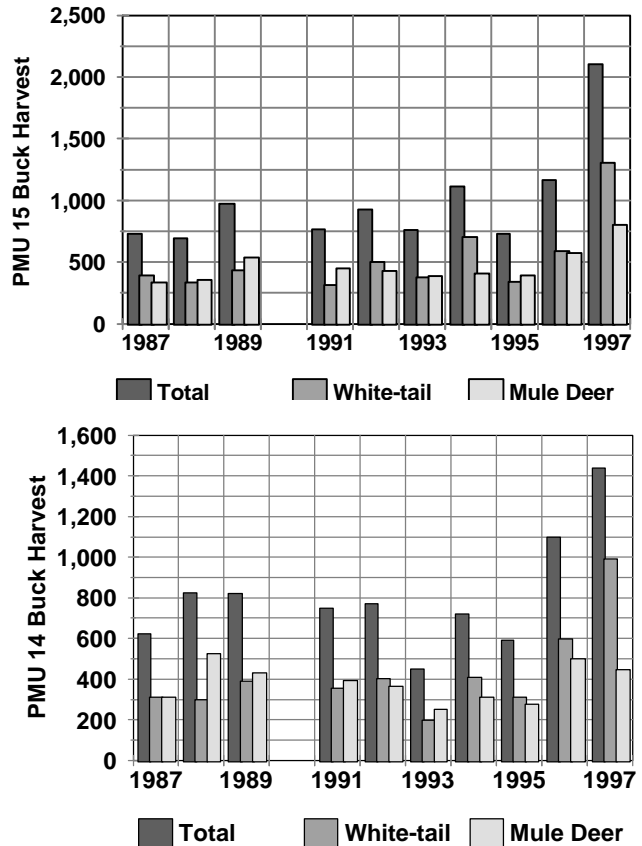 2,500
2,000
1,500
1,000
500
0
PMU 15 Buck Harvest
1987 1989 1991 1993 1995 1997
Total White-tail Mule Deer
1,600
1,400
1,200
1,000
800
600
400
200
0
PMU 14 Buck Harvest
1987 1989 1991 1993 1995 1997
Total White-tail Mule Deer